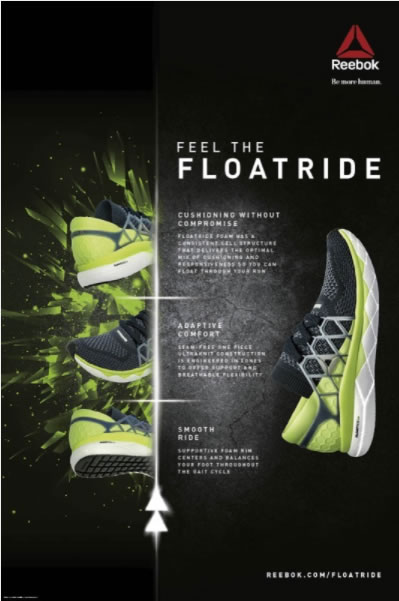 Reebok
Be more human.
FEEL THE
FLOATRIDE
CUSHIONING WITHOUT
COMPROMISE
FLOATRIDE FOAM HAS A
CONSISTENT CELL STRUCTURE
THAT DELIVERS THE OPTIMAL
MIX OF CUSHIONING AND
RESPONSIVENESS SO YOU CAN
FLOAT THROUGH YOUR RUN
ADAPTIVE
COMFORT
SEAM-FREE ONE PIECE
ULTRAKNIT CONSTRUCTION
IS ENGINEERED IN ZONES
TO OFFER SUPPORT AND
BREATHABLE FLEXIBILITY
SMOOTH
RIDE
SUPPORTIVE FOAM RIM
CENTERS AND BALANCES
YOUR FOOT THROUGHOUT
THE GAIT CYCLE
REEBOK.COM/FLOATRIDE